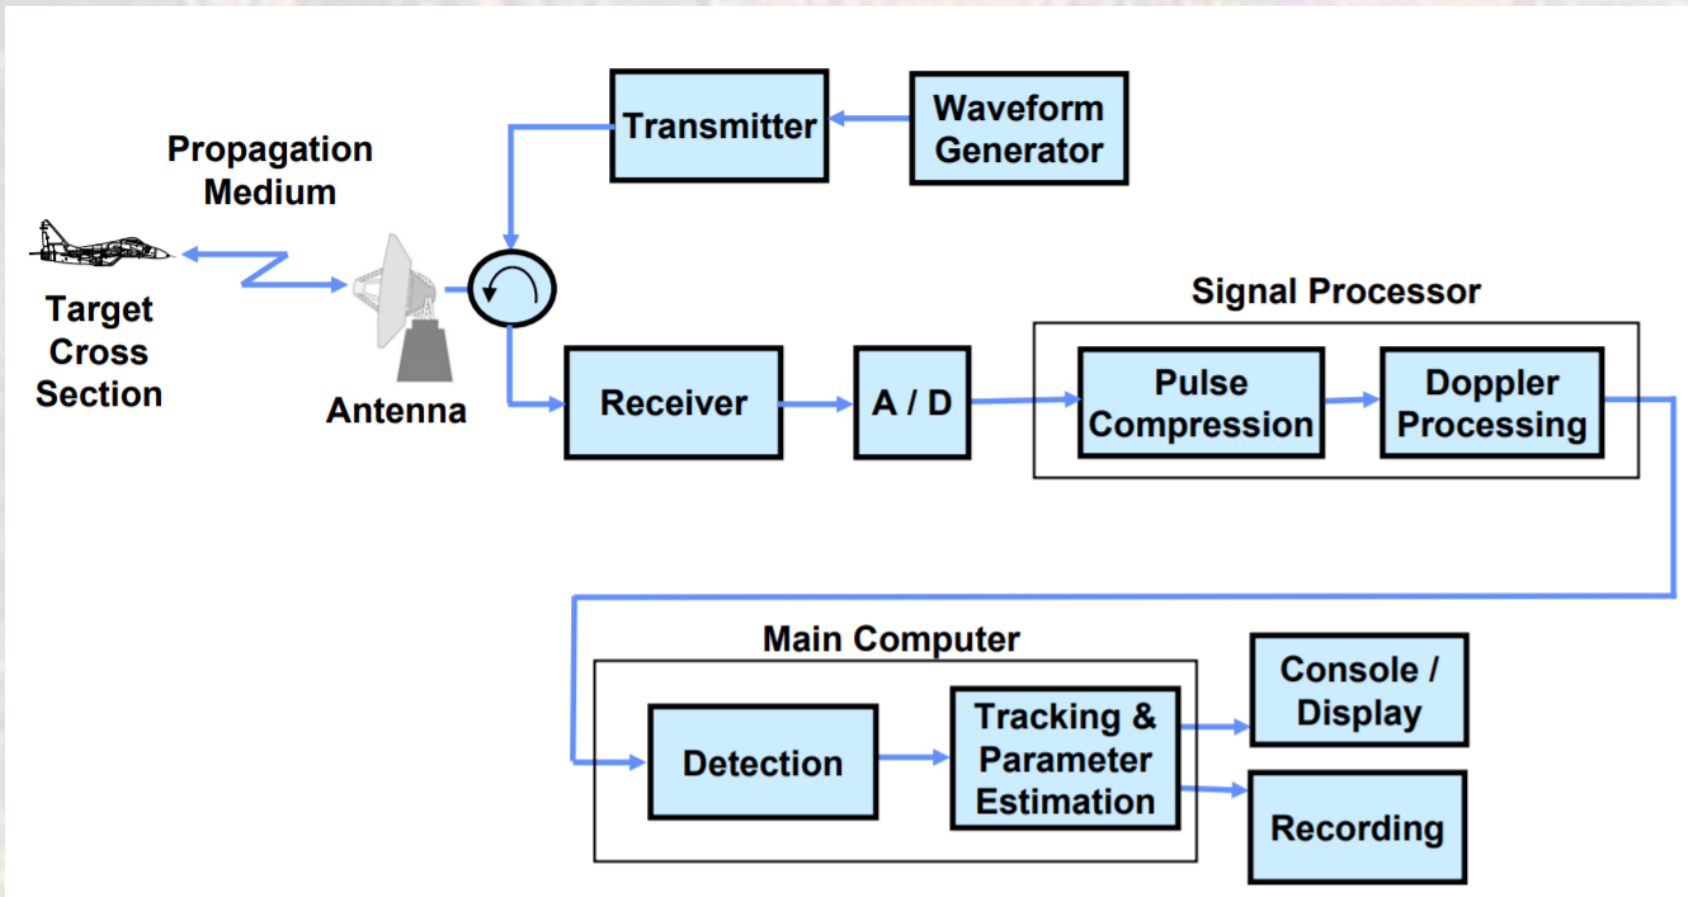 Transmitter
Waveform
Generator
Propagation
Medium
Target
Cross
Section
Antenna
Signal Processor
Receiver
A / D
Pulse
Compression
Doppler
Processing
Main Computer
Detection
Tracking &
Parameter
Estimation
Console /
Display
Recording